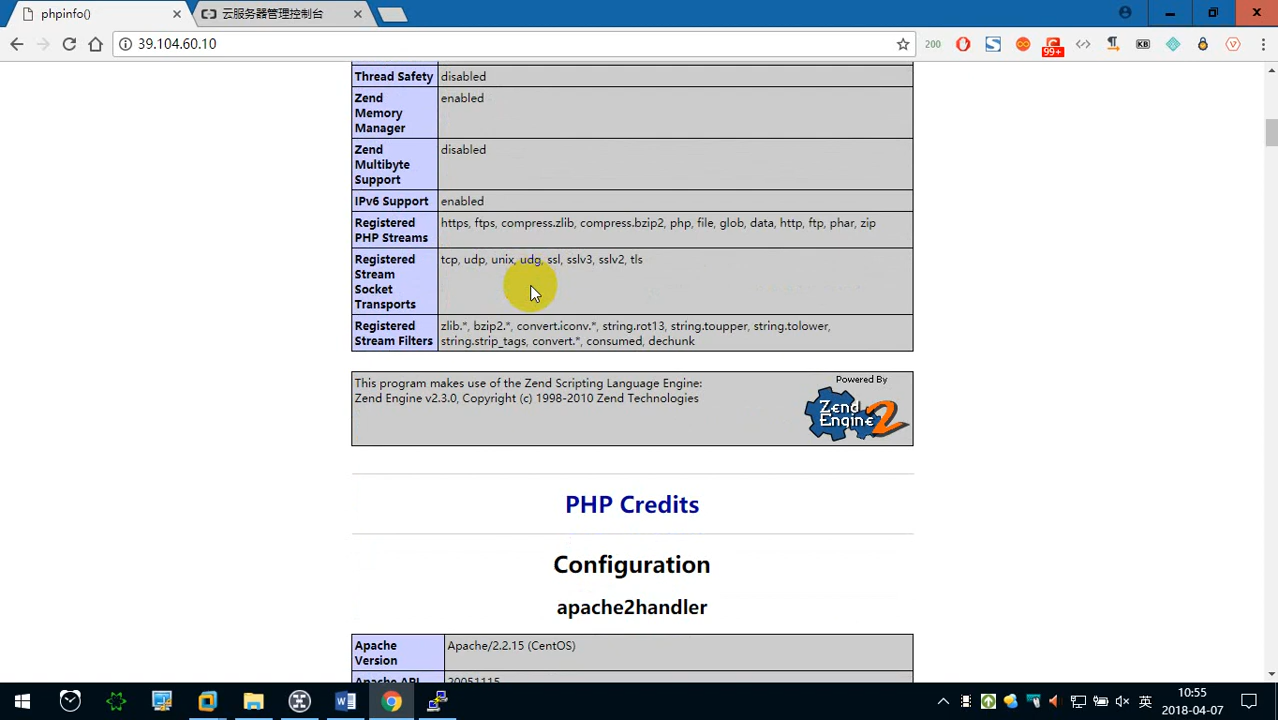 phpinfo()
云服务器管理控制台
39.104.60.10
200
99+
KB
Thread Safety
disabled
Zend
Memory
Manager
enabled
Zend
Multibyte
Support
disabled
IPv6 Support
enabled
Registered
PHP Streams
https, ftps, compress.zlib, compress.bzip2, php, file, glob, data, http, ftp, phar, zip
Registered
Stream
Socket
Transports
tcp, udp, unix, udg, ssl, sslv3, sslv2, tls
Registered
Stream Filters
zlib.*, bzip2.*, convert.iconv.*, string.rot13, string.toupper, string.tolower,
string.strip_tags, convert.*, consumed, dechunk
This program makes use of the Zend Scripting Language Engine:
Zend Engine v2.3.0, Copyright (c) 1998-2010 Zend Technologies
Powered By
Zend
Engine 2
PHP Credits
Configuration
apache2handler
Apache
Version
Apache/2.2.15 (CentOS)
Apache API
20051115
英
10:55
2018-04-07